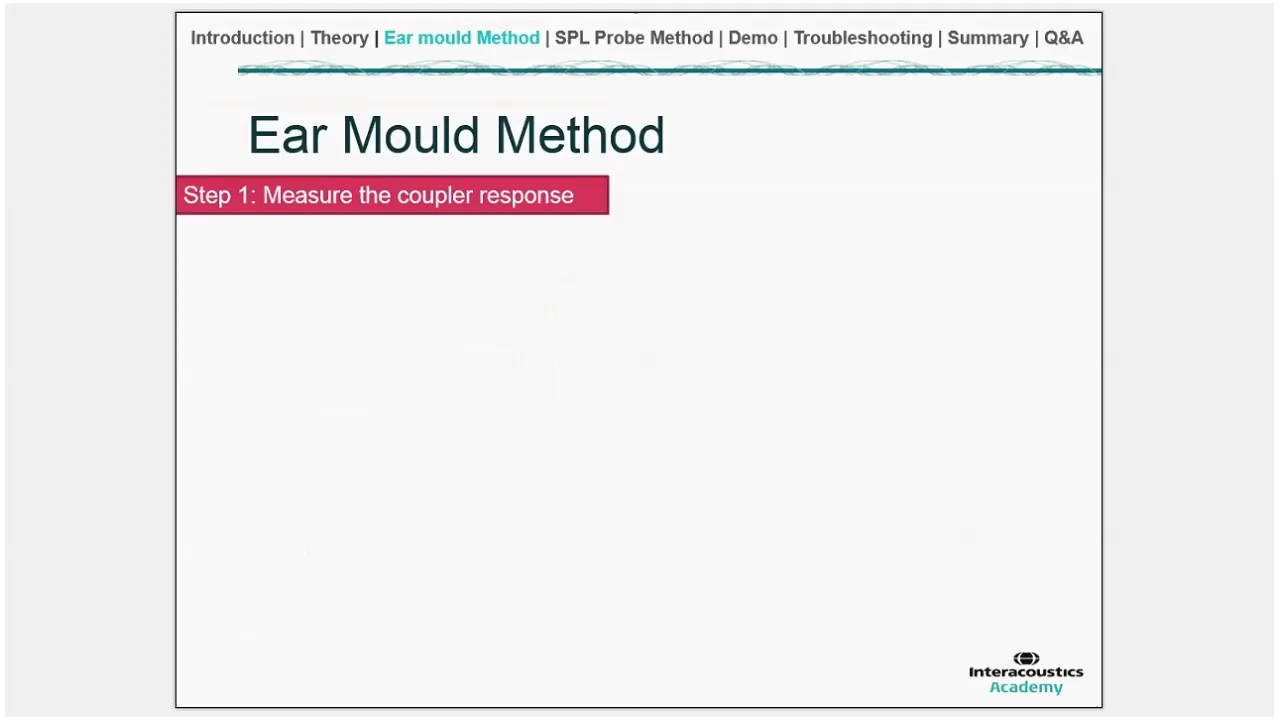 Introduction | Theory | Ear mould Method | SPL Probe Method | Demo | Troubleshooting | Summary | Q&A
Ear Mould Method
Step 1: Measure the coupler response
Interacoustics
Academy